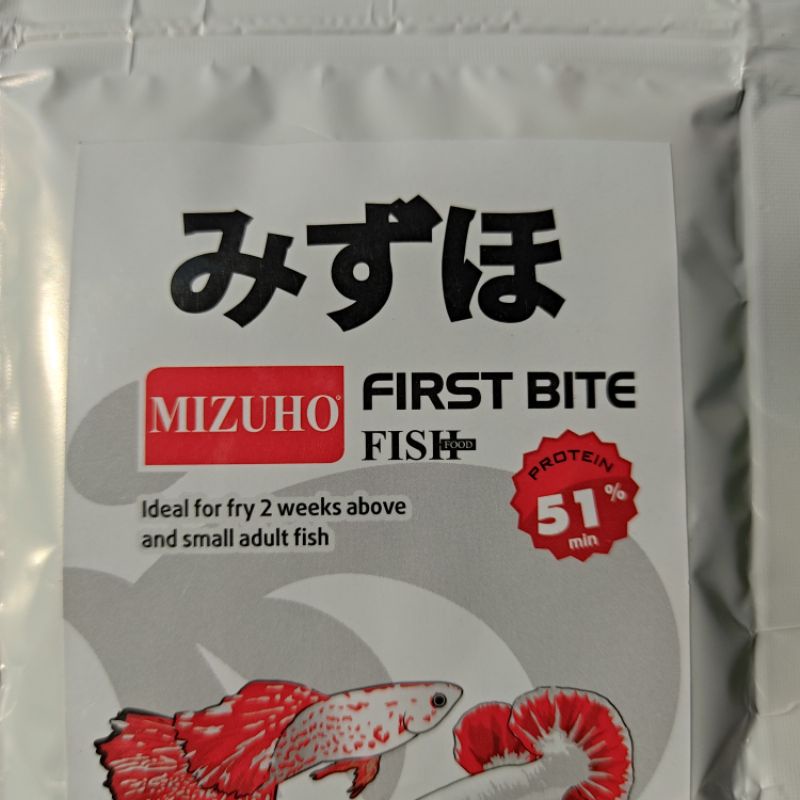 みずほ
MIZUHO®
FIRST BITE
FISH FOOD
PROTEIN
51%
min
Ideal for fry 2 weeks above
and small adult fish